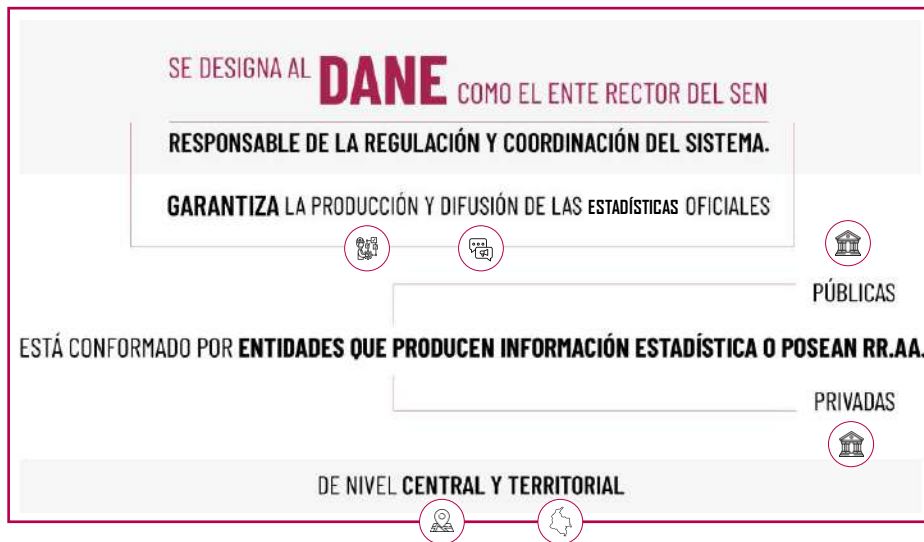 SE DESIGNA AL DANE COMO EL ENTE RECTOR DEL SEN
RESPONSABLE DE LA REGULACIÓN Y COORDINACIÓN DEL SISTEMA.
GARANTIZA LA PRODUCCIÓN Y DIFUSIÓN DE LAS ESTADÍSTICAS OFICIALES
PÚBLICAS
ESTÁ CONFORMADO POR ENTIDADES QUE PRODUCEN INFORMACIÓN ESTADÍSTICA O POSEAN RR.AA.
PRIVADAS
DE NIVEL CENTRAL Y TERRITORIAL